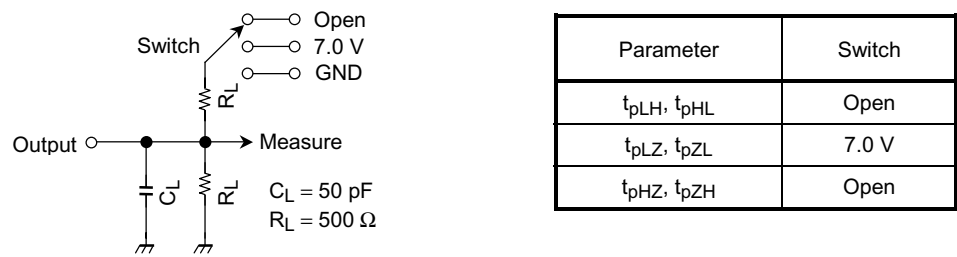 Open
Switch
7.0 V
GND
RL
Output
Measure
CL
RL
CL = 50 pF
RL = 500 Ω
Parameter Switch
tpLH, tpHL Open
tpLZ, tpZL 7.0 V
tpHZ, tpZH Open